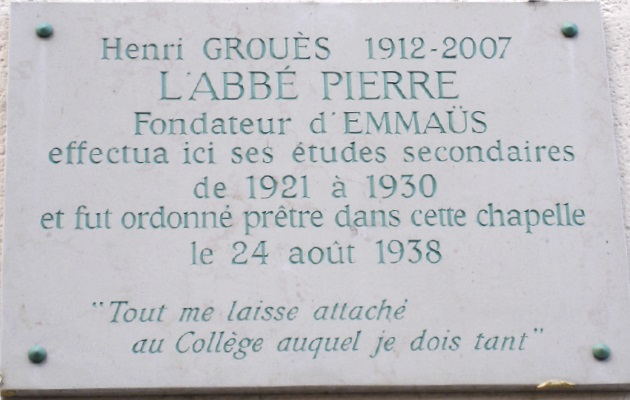 Henri GROUÈS 1912-2007
L'ABBÉ PIERRE
Fondateur d'EMMAÜS
effectua ici ses études secondaires
de 1921 à 1930
et fut ordonné prêtre dans cette chapelle
le 24 août 1938
"Tout me laisse attaché
au Collège auquel je dois tant"